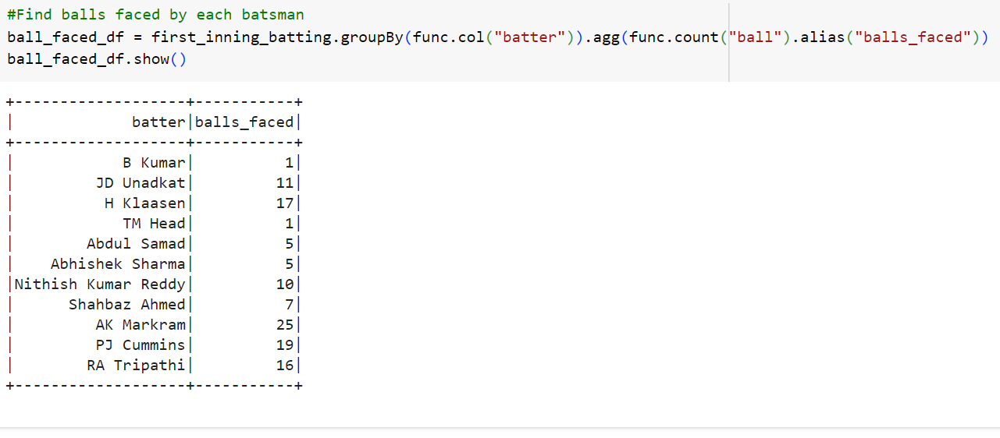 #Find balls faced by each batsman
ball_faced_df = first_inning_batting.groupBy(func.col("batter")).agg(func.count("ball").alias("balls_faced"))
ball_faced_df.show()
+-------------------+-----------+
|             batter|balls_faced|
+-------------------+-----------+
|            B Kumar|          1|
|         JD Unadkat|         11|
|          H Klaasen|         17|
|            TM Head|          1|
|        Abdul Samad|          5|
|    Abhishek Sharma|          5|
|Nithish Kumar Reddy|         10|
|      Shahbaz Ahmed|          7|
|         AK Markram|         25|
|         PJ Cummins|         19|
|        RA Tripathi|         16|
+-------------------+-----------+